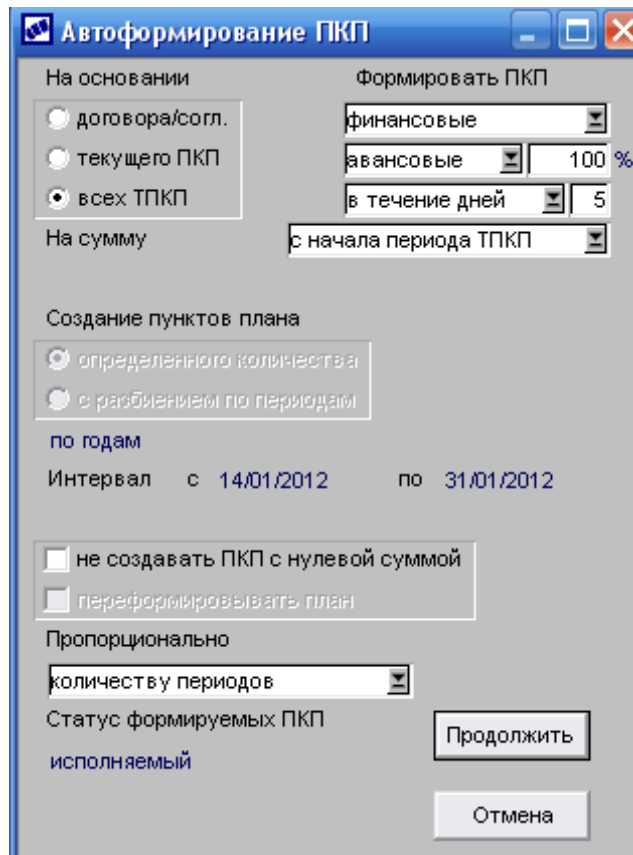 Автоформирование ПКП
На основании Формировать ПКП
договора/согл. финансовые
текущего ПКП авансовые 100 %
всех ТПКП в течение дней 5
На сумму с начала периода ТПКП
Создание пунктов плана
определенного количества
с разбиением по периодам
по годам
Интервал с 14/01/2012 по 31/01/2012
не создавать ПКП с нулевой суммой
переформировывать план
Пропорционально
количеству периодов
Статус формируемых ПКП
Продолжить
исполняемый
Отмена